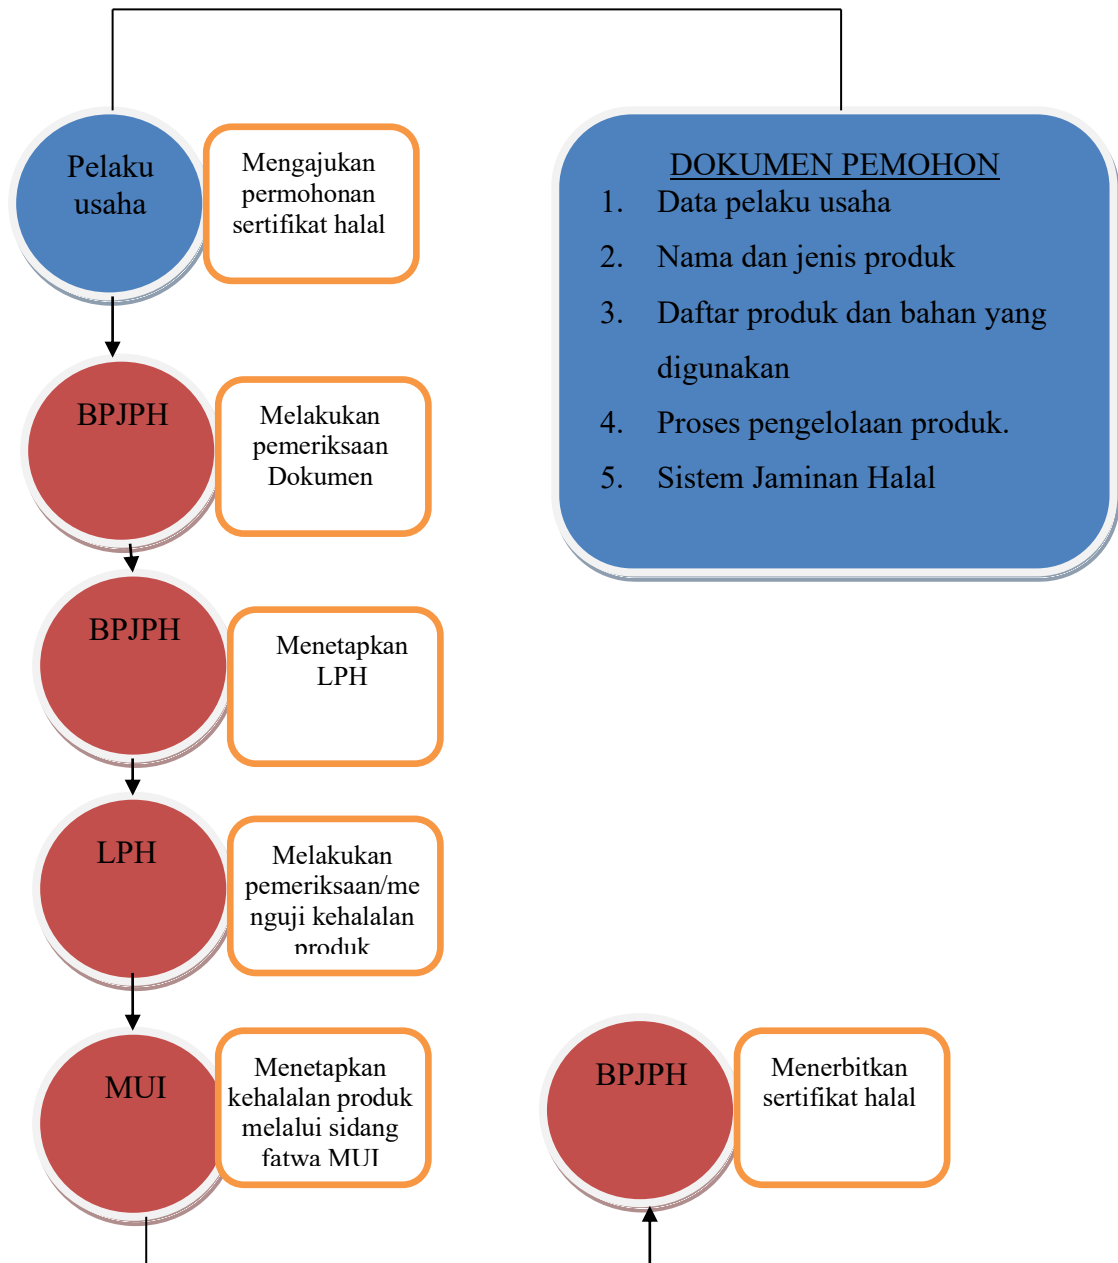 Pelaku
usaha
Mengajukan
permohonan
sertifikat halal
DOKUMEN PEMOHON
1. Data pelaku usaha
2. Nama dan jenis produk
3. Daftar produk dan bahan yang
digunakan
4. Proses pengelolaan produk.
5. Sistem Jaminan Halal
BPJPH
Melakukan
pemeriksaan
Dokumen
BPJPH
Menetapkan
LPH
LPH
Melakukan
pemeriksaan/me
nguji kehalalan
produk
MUI
Menetapkan
kehalalan produk
melalui sidang
fatwa MUI
BPJPH
Menerbitkan
sertifikat halal